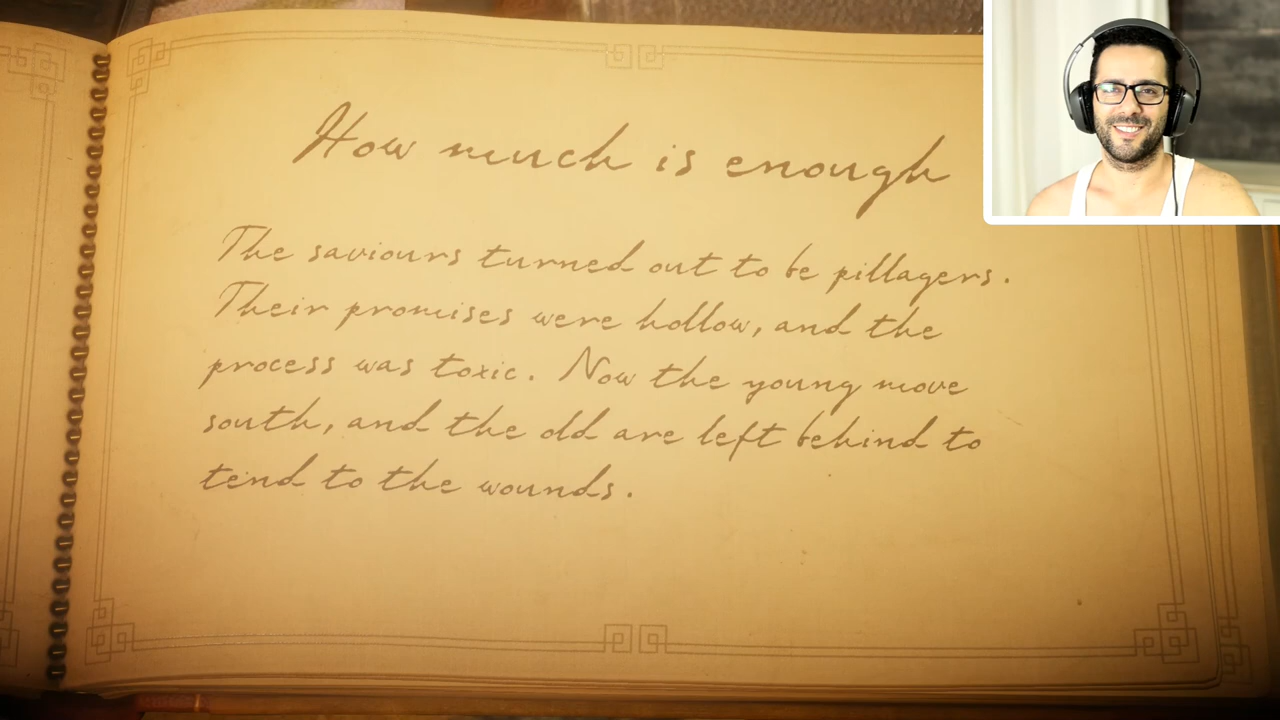 How much is enough
The saviours turned out to be pillagers.
Their promises were hollow, and the
process was toxic. Now the young move
south, and the old are left behind to
tend to the wounds.